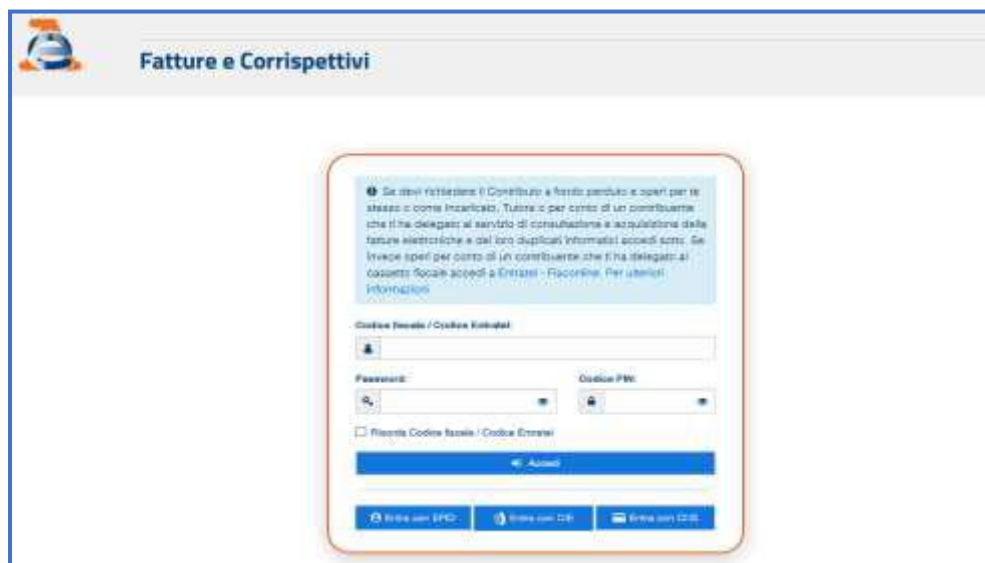 Fatture e Corrispettivi
Se devi richiedere il Contributo a fondo perduto e operi per te
stesso o come Incaricato, Tutore o per conto di un contribuente
che ti ha delegato al servizio di consultazione e acquisizione delle
fatture elettroniche e dei loro duplicati informatici accedi sotto. Se
invece operi per conto di un contribuente che ti ha delegato al
cassetto fiscale accedi a Entratel - Fisconline. Per ulteriori
informazioni
Codice fiscale / Codice Entratel:
Password: Codice PIN:
Ricorda Codice fiscale / Codice Entratel
Accedi
Entra con SPID Entra con CIE Entra con CNS